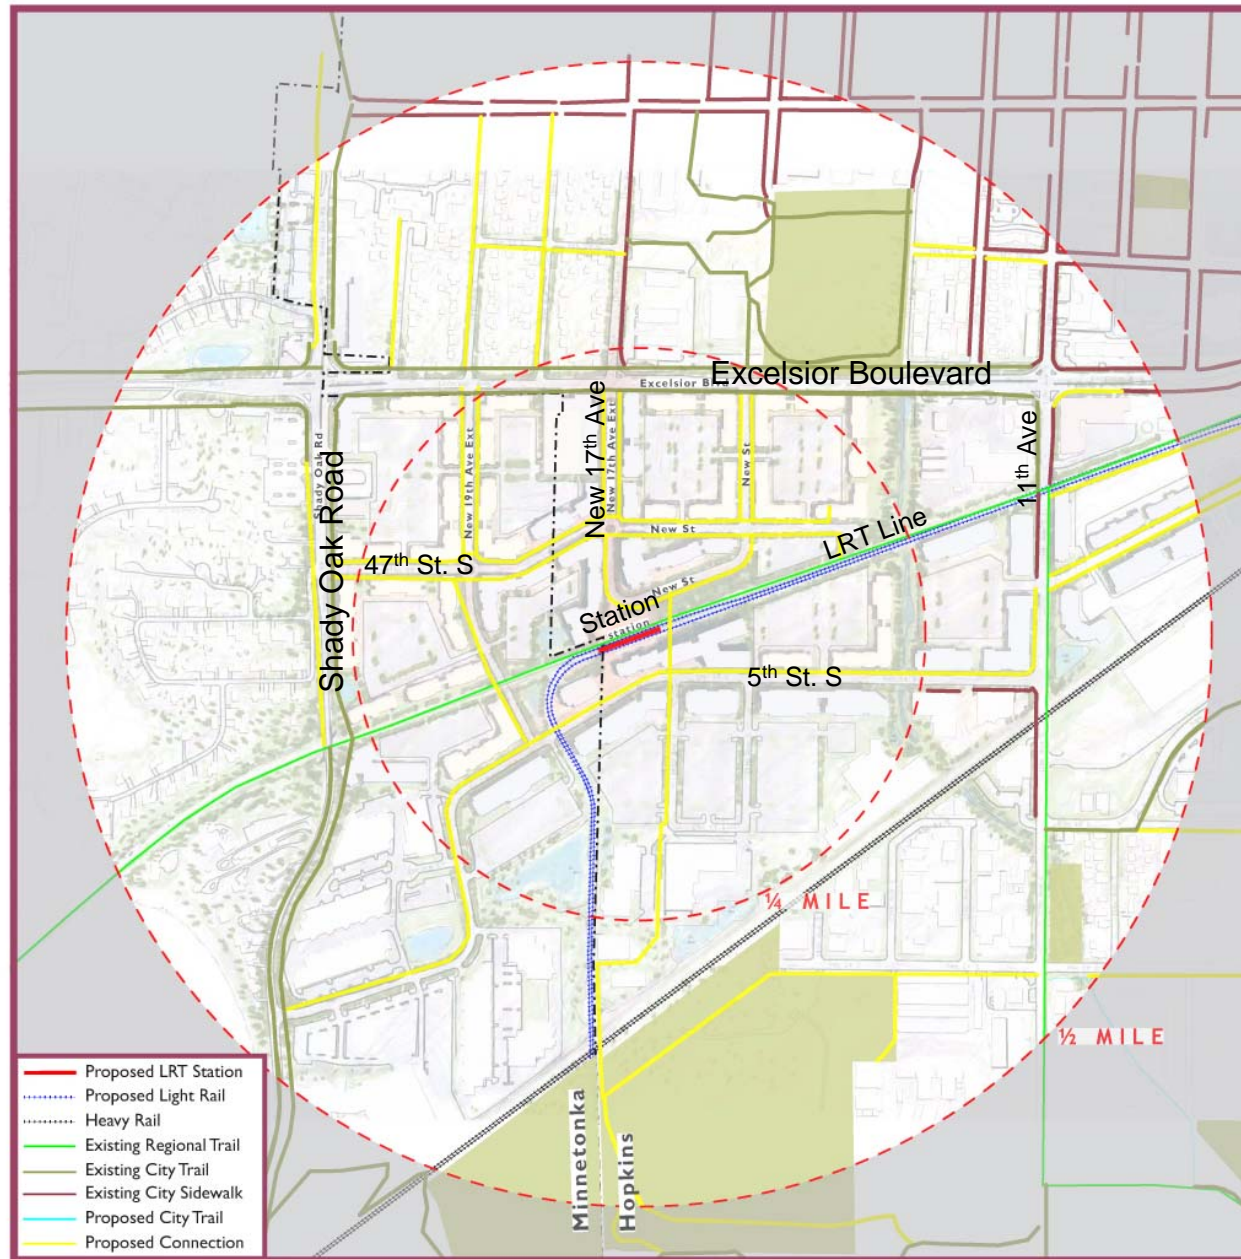 Excelsior Blvd
Excelsior Boulevard
Shady Oak Rd
Shady Oak Road
New 19th Ave Ext
New 17th Ave
New 17th Ave Ext
New St
11th Ave
New St
LRT Line
47th St. S
New St
Station
station
5th St. S
¼ MILE
½ MILE
Minnetonka
Hopkins
Proposed LRT Station
Proposed Light Rail
Heavy Rail
Existing Regional Trail
Existing City Trail
Existing City Sidewalk
Proposed City Trail
Proposed Connection